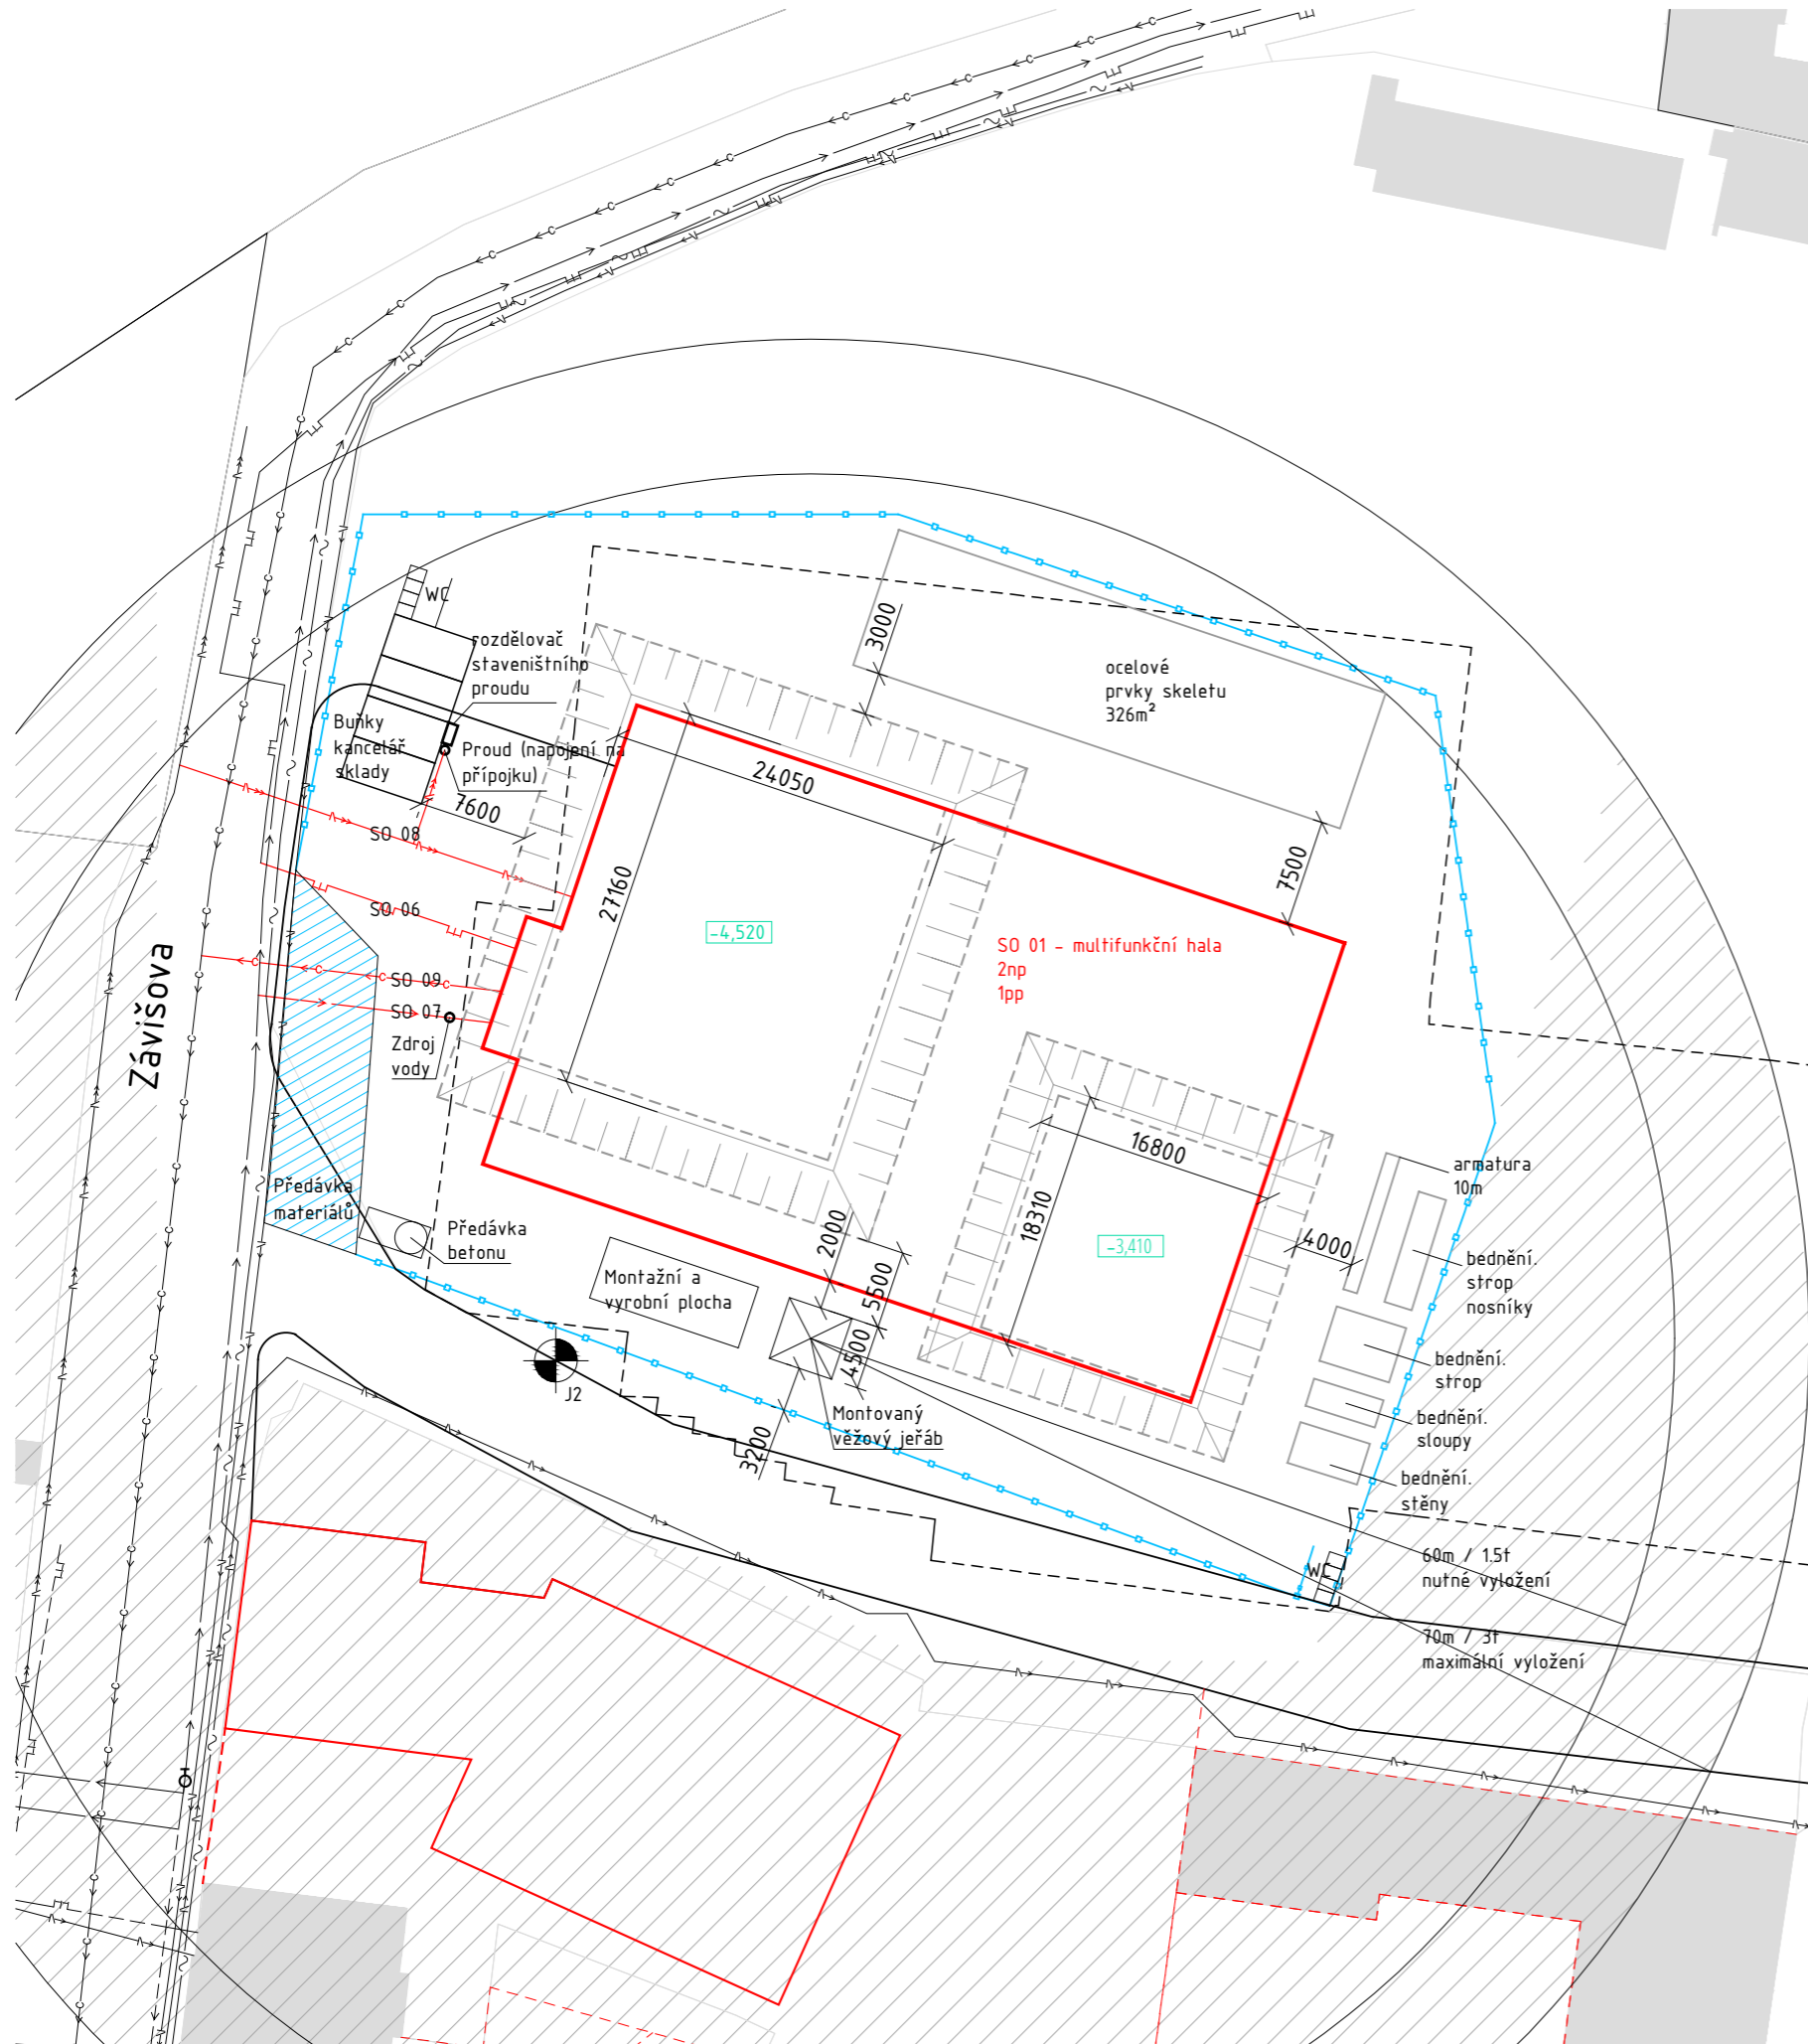 WC
rozdělovač
staveništního
proudu
Buňky
kancelář
sklady
Proud (napojení na
přípojku)
7600
3000
ocelové
prvky skeletu
326m²
24050
27160
7500
SO 08
SO 06
SO 09
SO 07
Zdroj
vody
Závišova
-4,520
SO 01 - multifunkční hala
2np
1pp
16800
18310
-3,410
armatura
10m
4000
bednění.
strop
nosníky
bednění.
strop
bednění.
sloupy
bednění.
stěny
Předávka
materiálů
Předávka
betonu
Montažní a
vyrobní plocha
2000
5500
4500
3200
J2
Montovaný
věžový jeřáb
WC
60m / 1.5t
nutné vyložení
70m / 3t
maximální vyložení